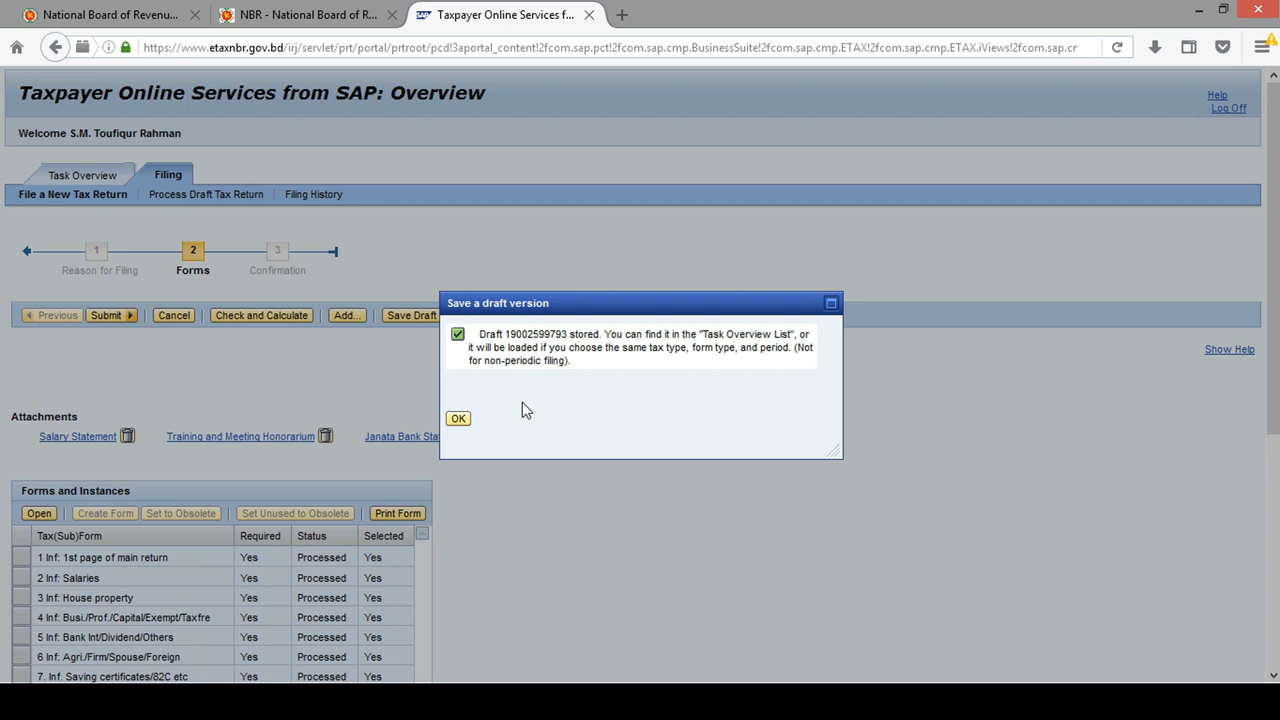 National Board of Revenu...
NBR - National Board of R...
SAP Taxpayer Online Services f...
https://www.etaxnbr.gov.bd/irj/servlet/prt/portal/prtroot/pcd!3aportal_content!2fcom.sap.pct!2fcom.sap.cmp.BusinessSuite!2fcom.sap.cmp.ETAX!2fcom.sap.cmp.ETAX.iViews!2fcom.sap.cr
Taxpayer Online Services from SAP: Overview
Help
Log Off
Welcome S.M. Toufiqur Rahman
Task Overview
Filing
File a New Tax Return
Process Draft Tax Return
Filing History
1
2
3
Reason for Filing
Forms
Confirmation
Previous
Submit
Cancel
Check and Calculate
Add...
Save Draft
Save a draft version
Draft 19002599793 stored. You can find it in the "Task Overview List", or
it will be loaded if you choose the same tax type, form type, and period. (Not
for non-periodic filing).
OK
Show Help
Attachments
Salary Statement
Training and Meeting Honorarium
Janata Bank Sta
Forms and Instances
Open
Create Form
Set to Obsolete
Set Unused to Obsolete
Print Form
Tax(Sub)Form Required Status Selected
1 Inf: 1st page of main return Yes Processed Yes
2 Inf: Salaries Yes Processed Yes
3 Inf: House property Yes Processed Yes
4 Inf: Busi./Prof./Capital/Exempt/Taxfre Yes Processed Yes
5 Inf: Bank Int/Dividend/Others Yes Processed Yes
6 Inf: Agri./Firm/Spouse/Foreign Yes Processed Yes
7. Inf. Saving certificates/82C etc Yes Processed Yes